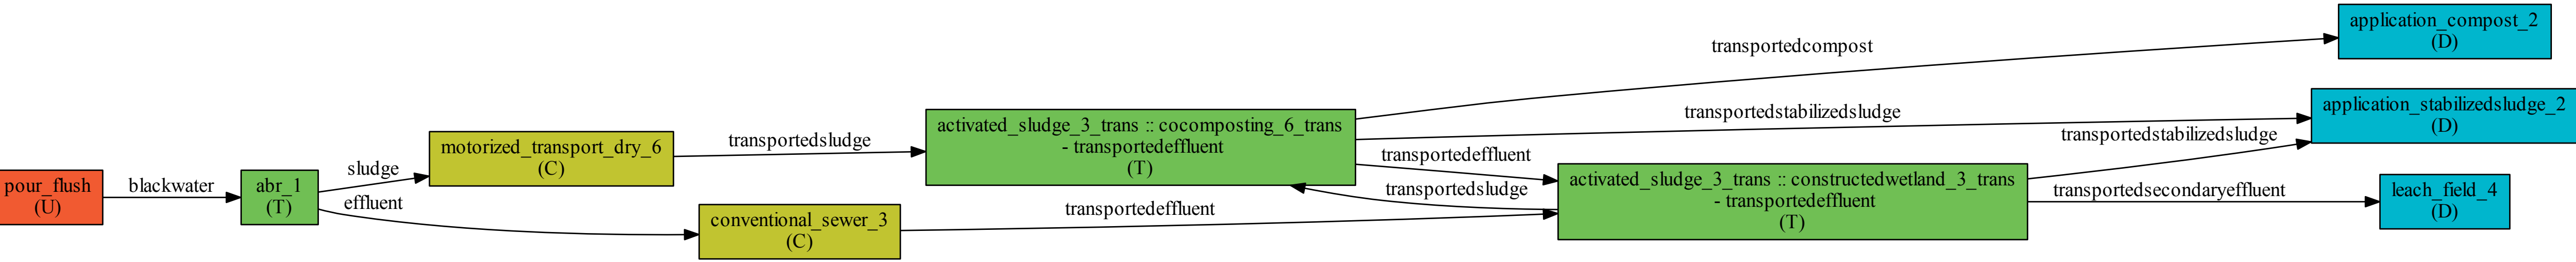 pour_flush
(U)
blackwater
abr_1
(T)
sludge
effluent
motorized_transport_dry_6
(C)
conventional_sewer_3
(C)
transportedsludge
transportedeffluent
activated_sludge_3_trans :: cocomposting_6_trans
- transportedeffluent
(T)
transportedcompost
transportedstabilizedsludge
transportedeffluent
transportedsludge
activated_sludge_3_trans :: constructedwetland_3_trans
- transportedeffluent
(T)
transportedstabilizedsludge
transportedsecondaryeffluent
application_compost_2
(D)
application_stabilizedsludge_2
(D)
leach_field_4
(D)